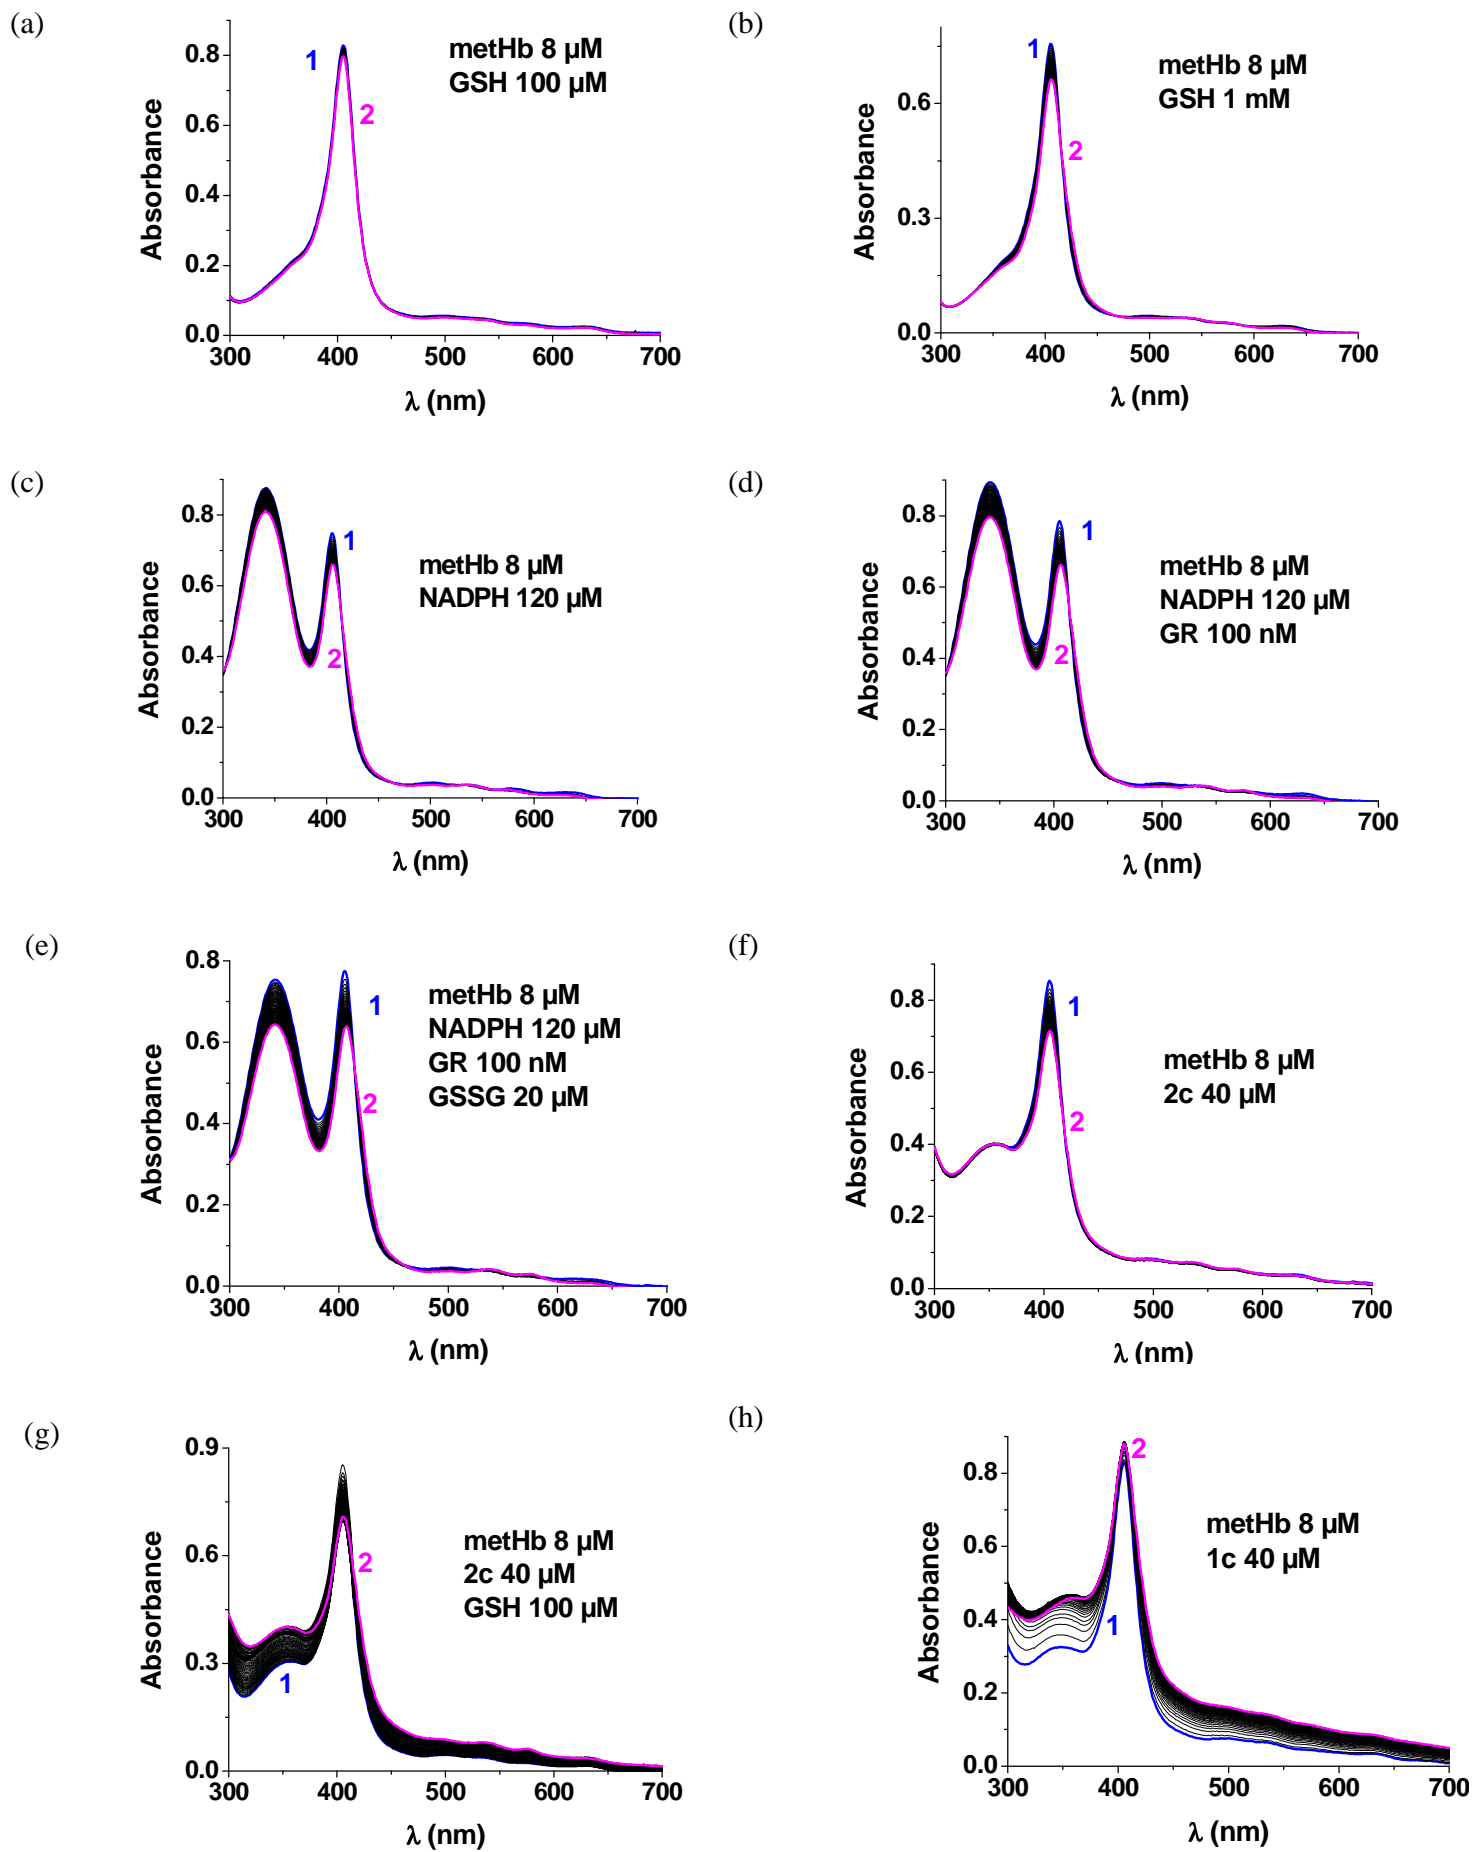 (a)
0.8
0.6
0.4
0.2
0.0
Absorbance
1
2
metHb 8 µM
GSH 100 µM
300 400 500 600 700
λ (nm)
(b)
0.6
0.3
0.0
Absorbance
1
2
metHb 8 µM
GSH 1 mM
300 400 500 600 700
λ (nm)
(c)
0.8
0.6
0.4
0.2
0.0
Absorbance
1
2
metHb 8 µM
NADPH 120 µM
300 400 500 600 700
λ (nm)
(d)
0.8
0.6
0.4
0.2
0.0
Absorbance
1
2
metHb 8 µM
NADPH 120 µM
GR 100 nM
300 400 500 600 700
λ (nm)
(e)
0.8
0.6
0.4
0.2
0.0
Absorbance
1
2
metHb 8 µM
NADPH 120 µM
GR 100 nM
GSSG 20 µM
300 400 500 600 700
λ (nm)
(f)
0.8
0.6
0.4
0.2
0.0
Absorbance
1
2
metHb 8 µM
2c 40 µM
300 400 500 600 700
λ (nm)
(g)
0.9
0.6
0.3
0.0
Absorbance
2
1
metHb 8 µM
2c 40 µM
GSH 100 µM
300 400 500 600 700
λ (nm)
(h)
0.8
0.6
0.4
0.2
0.0
Absorbance
2
1
metHb 8 µM
1c 40 µM
300 400 500 600 700
λ (nm)